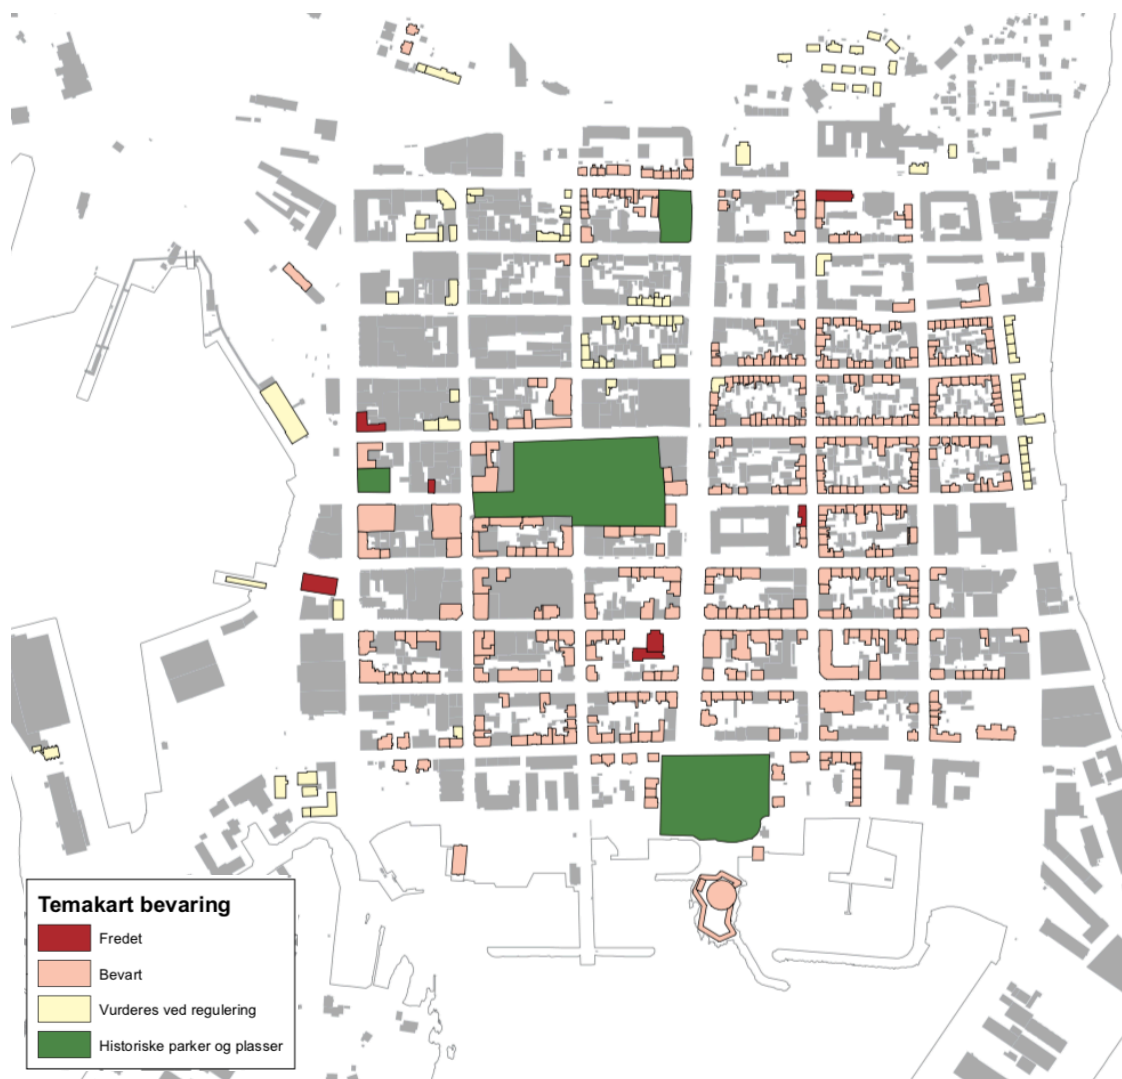 Temakart bevaring
Fredet
Bevart
Vurderes ved regulering
Historiske parker og plasser